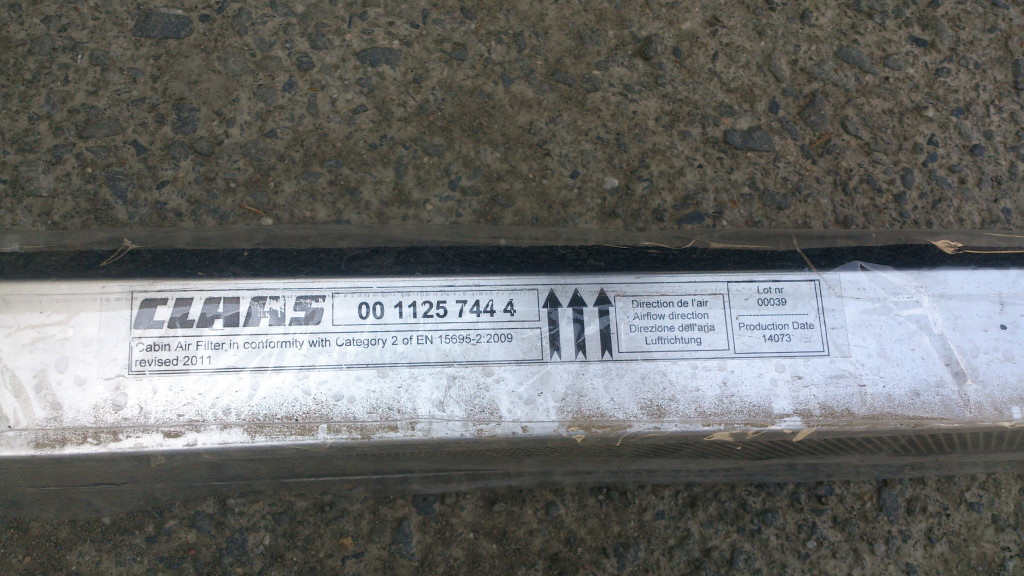 CLAAS
00 1125 744 4
Cabin Air Filter in conformity with Category 2 of EN 15695-2:2009
revised 2011
Direction de l'air
Airflow direction
Direzione dell'aria
Luftrichtung
Lot nr
00039
Production Date
14073